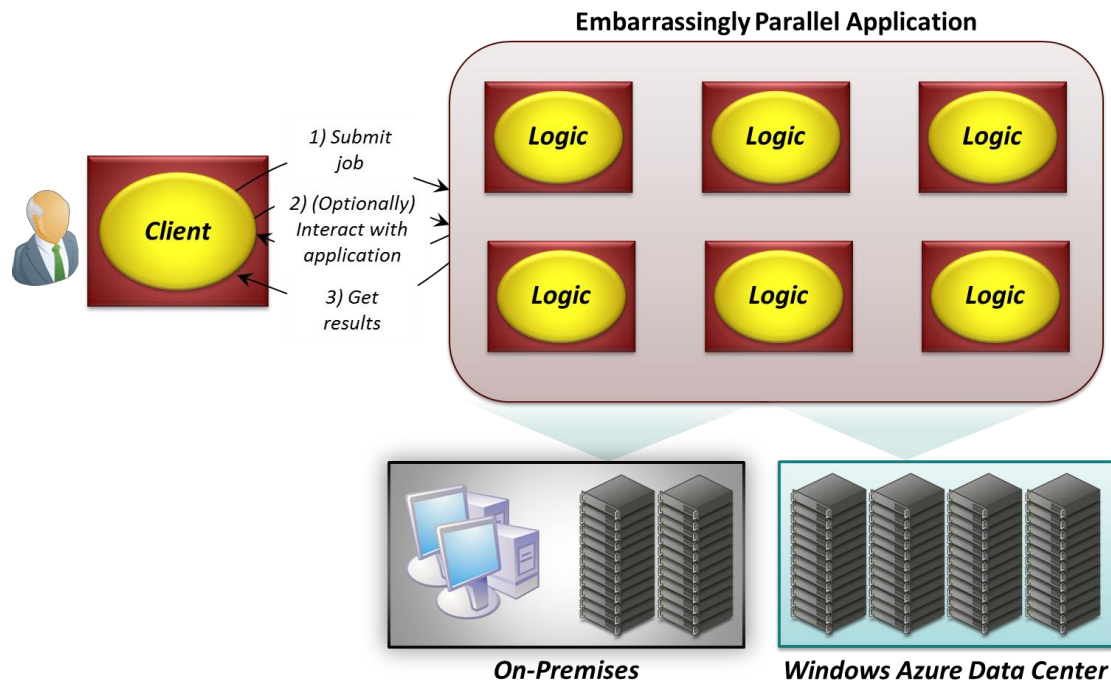 Embarrassingly Parallel Application
Logic
Logic
Logic
1) Submit
job
Client
2) (Optionally)
Interact with
application
3) Get
results
Logic
Logic
Logic
On-Premises
Windows Azure Data Center